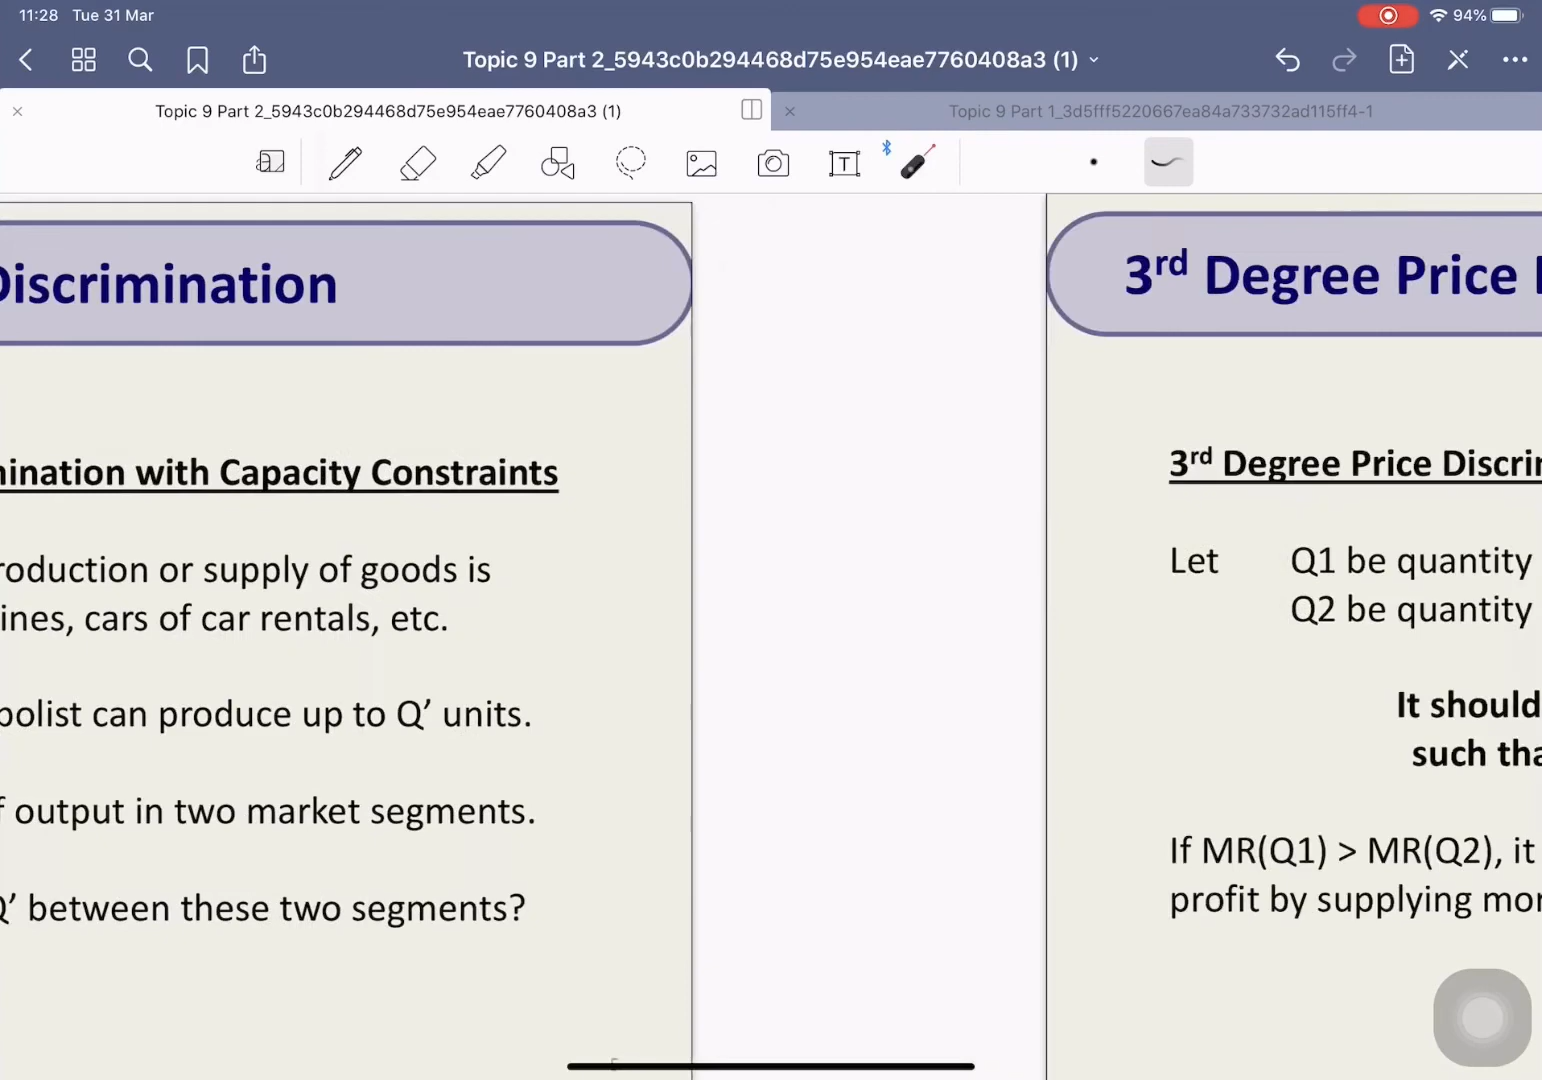 11:28 Tue 31 Mar
94%
Topic 9 Part 2_5943c0b294468d75e954eae7760408a3 (1)
Topic 9 Part 2_5943c0b294468d75e954eae7760408a3 (1)
Topic 9 Part 1_3d5fff5220667ea84a733732ad115ff4-1
T
Discrimination
ination with Capacity Constraints
roduction or supply of goods is
ines, cars of car rentals, etc.
polist can produce up to Q’ units.
f output in two market segments.
Q’ between these two segments?
5
3rd Degree Price
3rd Degree Price Discri
Let Q1 be quantity
Q2 be quantity
It should
such tha
If MR(Q1) > MR(Q2), it
profit by supplying mor